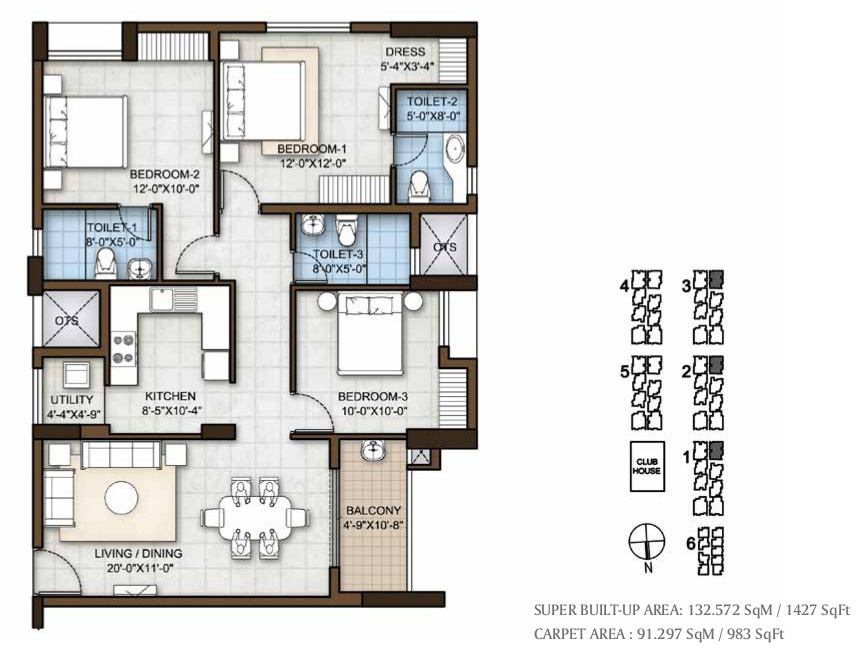 DRESS
5'-4"X3'-4"
TOILET-2
5'-0"X8'-0"
BEDROOM-1
12'-0"X12'-0"
BEDROOM-2
12'-0"X10'-0"
TOILET-1
8'-0"X5'-0"
TOILET-3
8'-0"X5'-0"
OTS
OTS
UTILITY
4'-4"X4'-9"
KITCHEN
8'-5"X10'-4"
BEDROOM-3
10'-0"X10'-0"
BALCONY
4'-9"X10'-8"
LIVING / DINING
20'-0"X11'-0"
4
3
5
2
1
CLUB
HOUSE
6
N
SUPER BUILT-UP AREA: 132.572 SqM / 1427 SqFt
CARPET AREA : 91.297 SqM / 983 SqFt